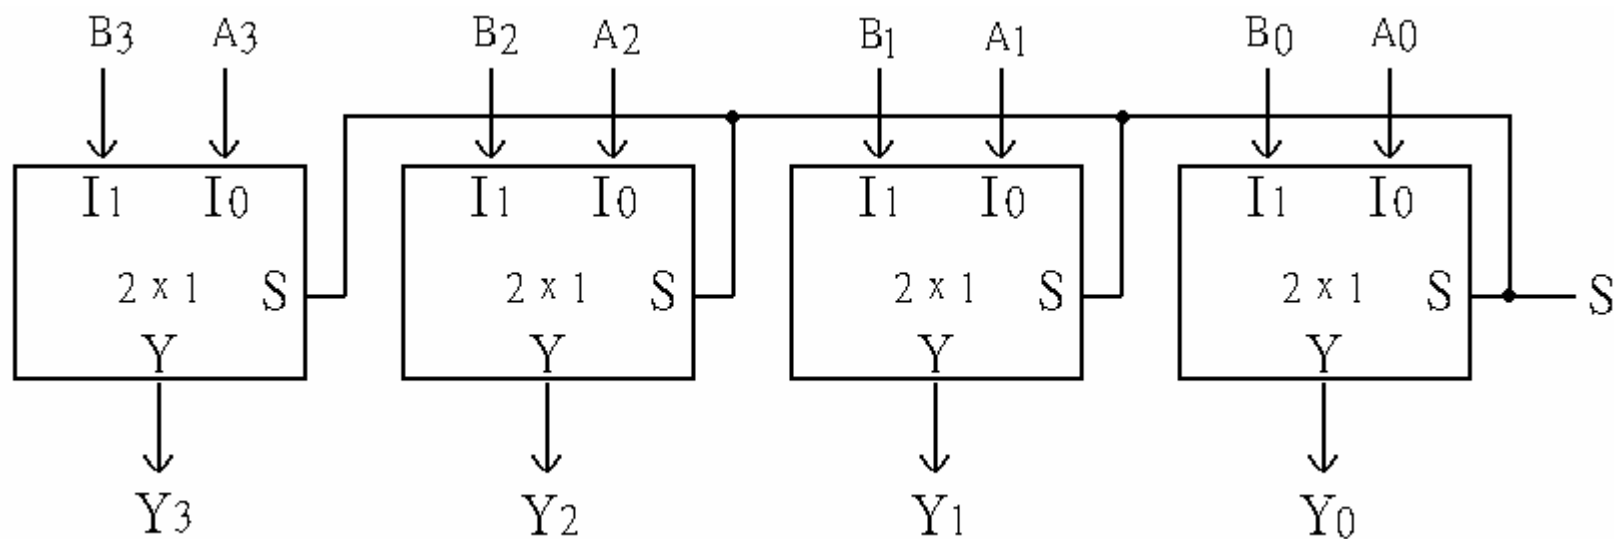 B3 A3 B2 A2 B1 A1 B0 A0
I1 I0 I1 I0 I1 I0 I1 I0
2 x 1 S 2 x 1 S 2 x 1 S 2 x 1 S S
Y Y Y Y
Y3 Y2 Y1 Y0